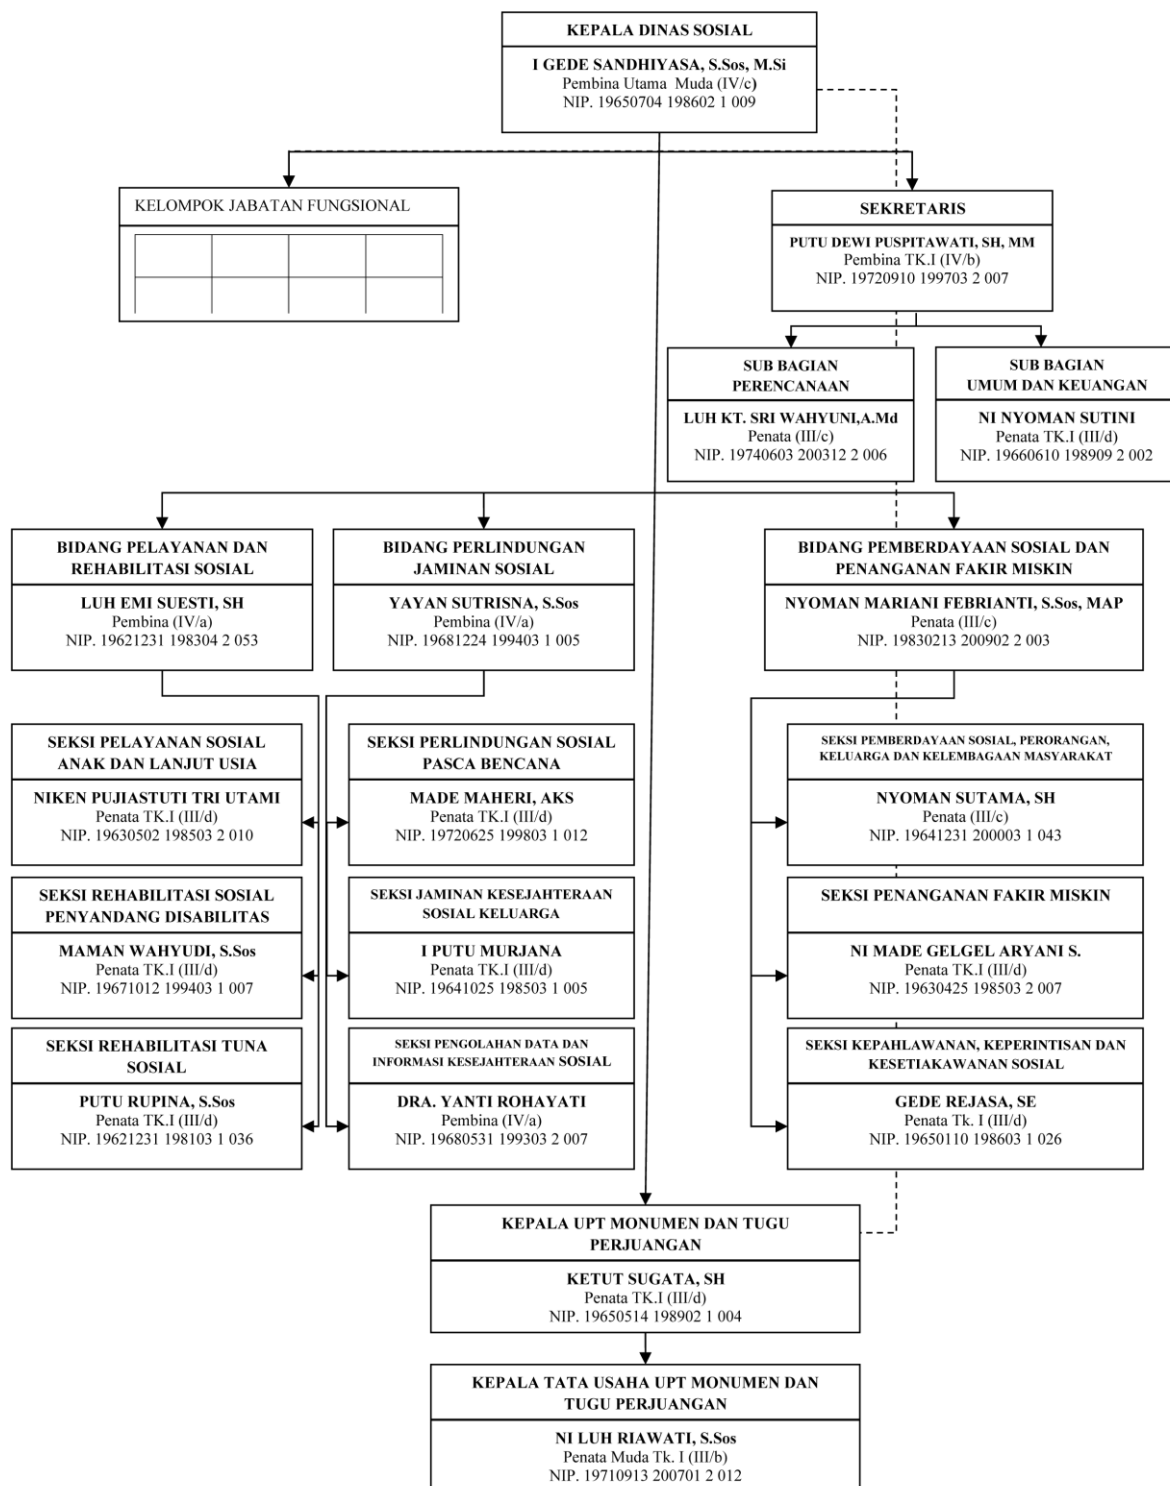 KEPALA DINAS SOSIAL
I GEDE SANDHIYASA, S.Sos, M.Si
Pembina Utama Muda (IV/c)
NIP. 19650704 198602 1 009
KELOMPOK JABATAN FUNGSIONAL
SEKRETARIS
PUTU DEWI PUSPITAWATI, SH, MM
Pembina TK.I (IV/b)
NIP. 19720910 199703 2 007
SUB BAGIAN
PERENCANAAN
LUH KT. SRI WAHYUNI,A.Md
Penata (III/c)
NIP. 19740603 200312 2 006
SUB BAGIAN
UMUM DAN KEUANGAN
NI NYOMAN SUTINI
Penata TK.I (III/d)
NIP. 19660610 198909 2 002
BIDANG PELAYANAN DAN
REHABILITASI SOSIAL
LUH EMI SUESTI, SH
Pembina (IV/a)
NIP. 19621231 198304 2 053
BIDANG PERLINDUNGAN
JAMINAN SOSIAL
YAYAN SUTRISNA, S.Sos
Pembina (IV/a)
NIP. 19681224 199403 1 005
BIDANG PEMBERDAYAAN SOSIAL DAN
PENANGANAN FAKIR MISKIN
NYOMAN MARIANI FEBRIANTI, S.Sos, MAP
Penata (III/c)
NIP. 19830213 200902 2 003
SEKSI PELAYANAN SOSIAL
ANAK DAN LANJUT USIA
NIKEN PUJIASTUTI TRI UTAMI
Penata TK.I (III/d)
NIP. 19630502 198503 2 010
SEKSI PERLINDUNGAN SOSIAL
PASCA BENCANA
MADE MAHERI, AKS
Penata TK.I (III/d)
NIP. 19720625 199803 1 012
SEKSI PEMBERDAYAAN SOSIAL, PERORANGAN,
KELUARGA DAN KELEMBAGAAN MASYARAKAT
NYOMAN SUTAMA, SH
Penata (III/c)
NIP. 19641231 200003 1 043
SEKSI REHABILITASI SOSIAL
PENYANDANG DISABILITAS
MAMAN WAHYUDI, S.Sos
Penata TK.I (III/d)
NIP. 19671012 199403 1 007
SEKSI JAMINAN KESEJAHTERAAN
SOSIAL KELUARGA
I PUTU MURJANA
Penata TK.I (III/d)
NIP. 19641025 198503 1 005
SEKSI PENANGANAN FAKIR MISKIN
NI MADE GELGEL ARYANI S.
Penata TK.I (III/d)
NIP. 19630425 198503 2 007
SEKSI REHABILITASI TUNA
SOSIAL
PUTU RUPINA, S.Sos
Penata TK.I (III/d)
NIP. 19621231 198103 1 036
SEKSI PENGOLAHAN DATA DAN
INFORMASI KESEJAHTERAAN SOSIAL
DRA. YANTI ROHAYATI
Pembina (IV/a)
NIP. 19680531 199303 2 007
SEKSI KEPAHLAWANAN, KEPERINTISAN DAN
KESETIAKAWANAN SOSIAL
GEDE REJASA, SE
Penata Tk. I (III/d)
NIP. 19650110 198603 1 026
KEPALA UPT MONUMEN DAN TUGU
PERJUANGAN
KETUT SUGATA, SH
Penata TK.I (III/d)
NIP. 19650514 198902 1 004
KEPALA TATA USAHA UPT MONUMEN DAN
TUGU PERJUANGAN
NI LUH RIAWATI, S.Sos
Penata Muda Tk. I (III/b)
NIP. 19710913 200701 2 012